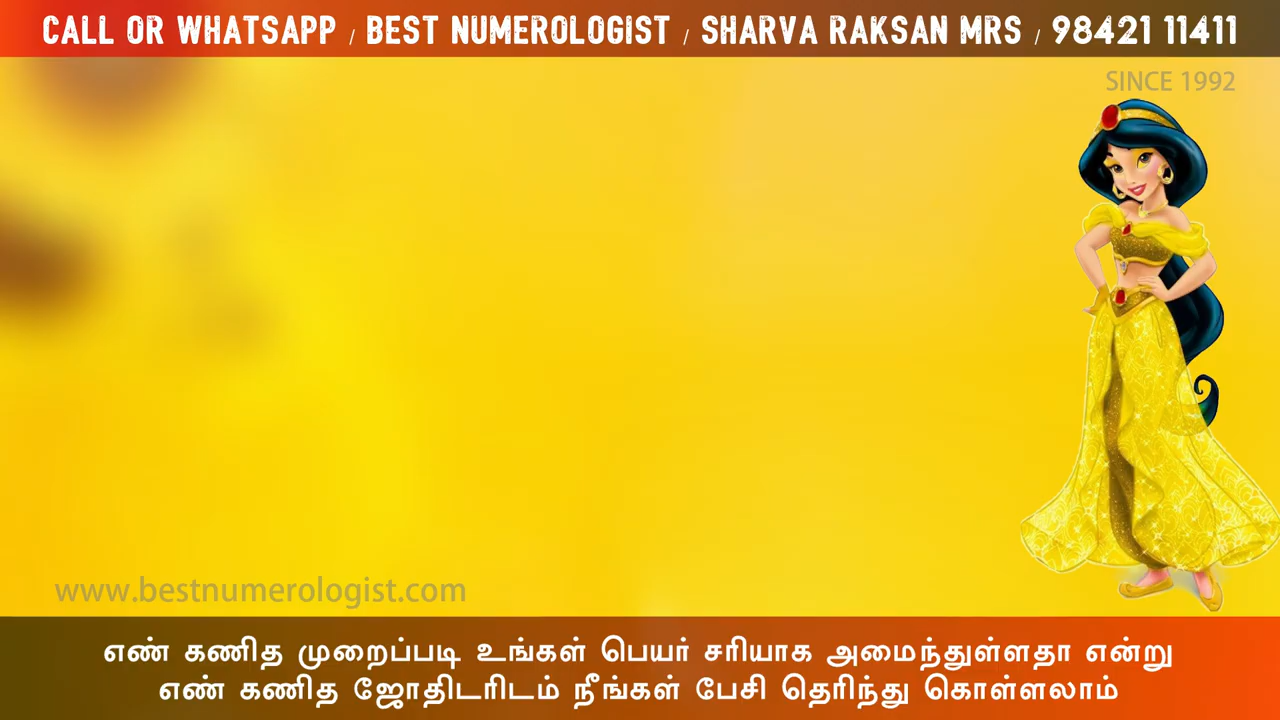 CALL OR WHATSAPP / BEST NUMEROLOGIST / SHARVA RAKSAN MRS / 98421 11411
SINCE 1992
www.bestnumerologist.com
எண் கணித முறைப்படி உங்கள் பெயர் சரியாக அமைந்துள்ளதா என்று
எண் கணித ஜோதிடரிடம் நீங்கள் பேசி தெரிந்து கொள்ளலாம்